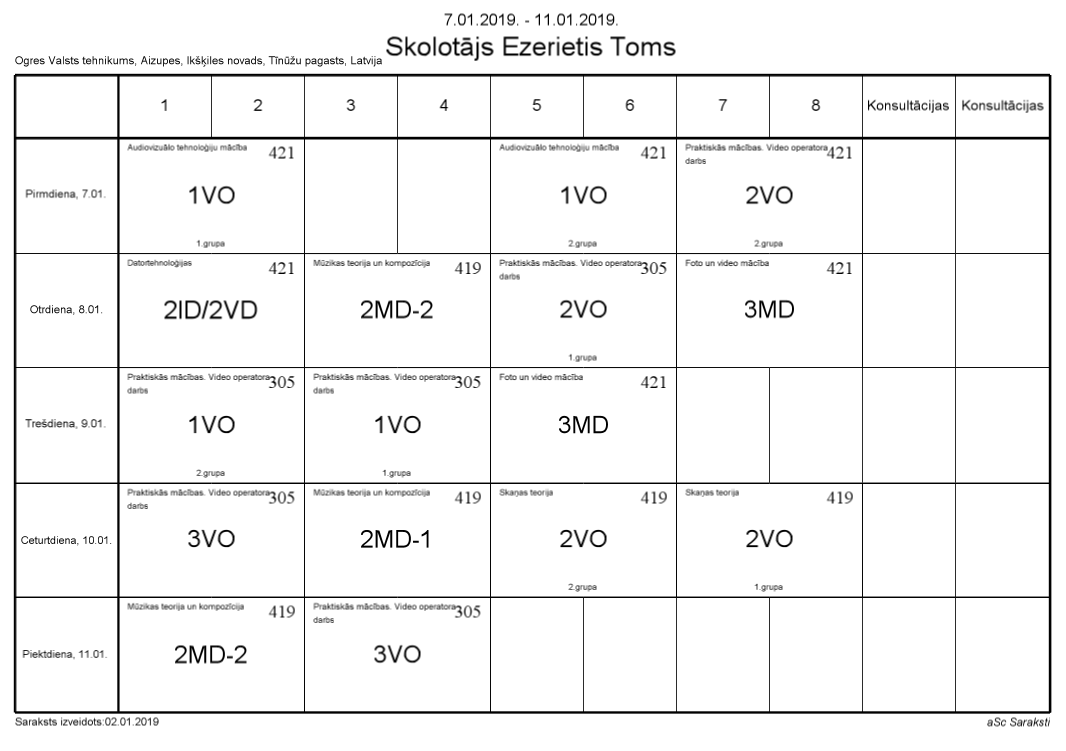 7.01.2019. - 11.01.2019.
Skolotājs Ezerietis Toms
Ogres Valsts tehnikums, Aizupes, Ikšķiles novads, Tīnūžu pagasts, Latvija
1 2 3 4 5 6 7 8 Konsultācijas Konsultācijas
Pirmdiena, 7.01.
Audiovizuālo tehnoloģiju mācība 421
1VO
1.grupa
Audiovizuālo tehnoloģiju mācība 421
1VO
2.grupa
Praktiskās mācības. Video operatora 421
darbs
2VO
2.grupa
Otrdiena, 8.01.
Datortehnoloģijas 421
2ID/2VD
Mūzikas teorija un kompozīcija 419
2MD-2
Praktiskās mācības. Video operatora 305
darbs
2VO
1.grupa
Foto un video mācība 421
3MD
Trešdiena, 9.01.
Praktiskās mācības. Video operatora 305
darbs
1VO
2.grupa
Praktiskās mācības. Video operatora 305
darbs
1VO
1.grupa
Foto un video mācība 421
3MD
Ceturtdiena, 10.01.
Praktiskās mācības. Video operatora 305
darbs
3VO
Mūzikas teorija un kompozīcija 419
2MD-1
Skaņas teorija 419
2VO
2.grupa
Skaņas teorija 419
2VO
1.grupa
Piektdiena, 11.01.
Mūzikas teorija un kompozīcija 419
2MD-2
Praktiskās mācības. Video operatora 305
darbs
3VO
Saraksts izveidots:02.01.2019
aSc Saraksti